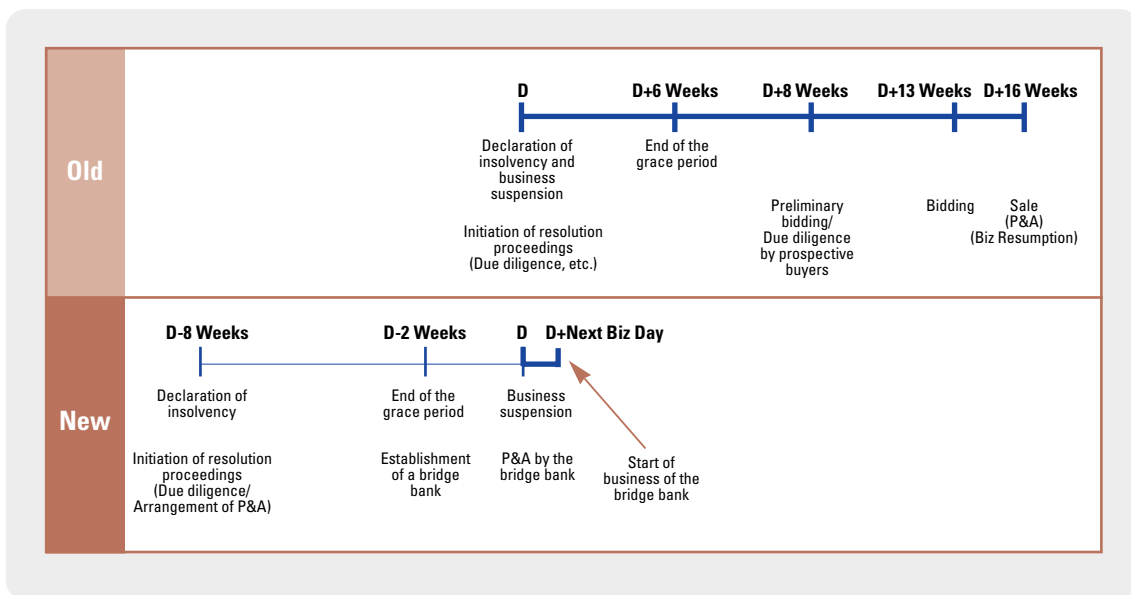 Old
D
D+6 Weeks
D+8 Weeks
D+13 Weeks
D+16 Weeks
Declaration of
insolvency and
business
suspension
Initiation of resolution
proceedings
(Due diligence, etc.)
End of the
grace period
Preliminary
bidding/
Due diligence
by prospective
buyers
Bidding
Sale
(P&A)
(Biz Resumption)
New
D-8 Weeks
D-2 Weeks
D
D+Next Biz Day
Declaration of
insolvency
Initiation of resolution
proceedings
(Due diligence/
Arrangement of P&A)
End of the
grace period
Establishment
of a bridge
bank
Business
suspension
P&A by the
bridge bank
Start of
business of the
bridge bank